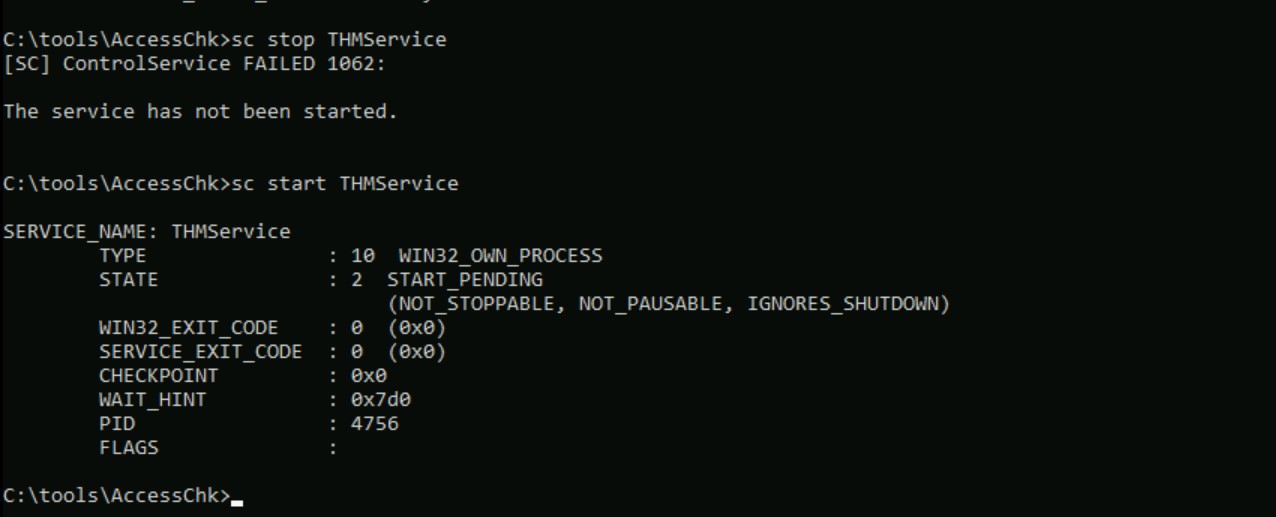 C:\tools\AccessChk>sc stop THMService
[SC] ControlService FAILED 1062:
The service has not been started.
C:\tools\AccessChk>sc start THMService
SERVICE_NAME: THMService
        TYPE               : 10  WIN32_OWN_PROCESS
        STATE              : 2  START_PENDING
                                (NOT_STOPPABLE, NOT_PAUSABLE, IGNORES_SHUTDOWN)
        WIN32_EXIT_CODE    : 0  (0x0)
        SERVICE_EXIT_CODE  : 0  (0x0)
        CHECKPOINT         : 0x0
        WAIT_HINT          : 0x7d0
        PID                : 4756
        FLAGS              :
C:\tools\AccessChk>